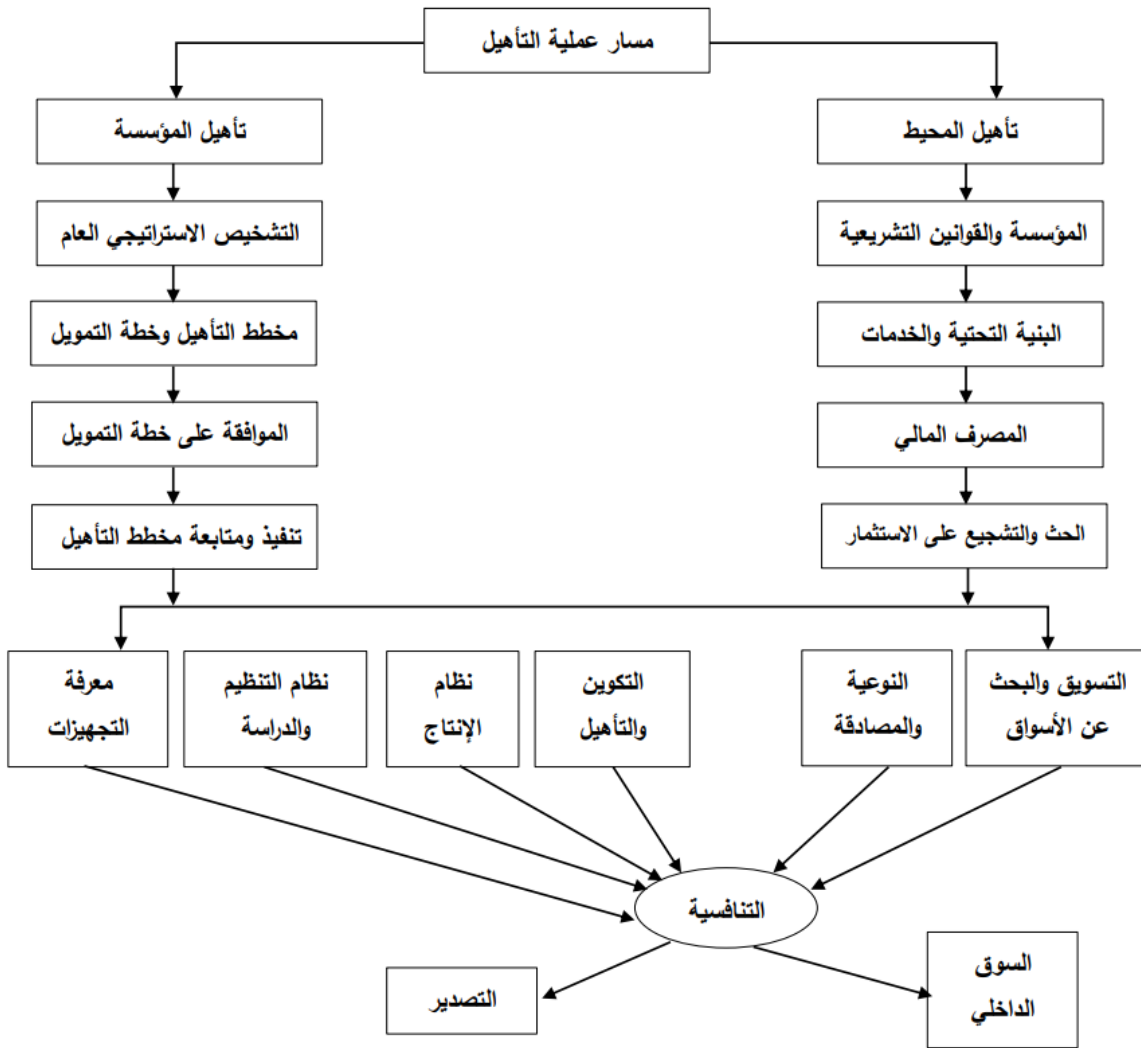 مسار عملية التأهيل
تأهيل المحيط
تأهيل المؤسسة
المؤسسة والقوانين التشريعية
التشخيص الاستراتيجي العام
البنية التحتية والخدمات
مخطط التأهيل وخطة التمويل
المصرف المالي
الموافقة على خطة التمويل
الحث والتشجيع على الاستثمار
تنفيذ ومتابعة مخطط التأهيل
التسويق والبحث
عن الأسواق
النوعية
والمصادقة
التكوين
والتأهيل
نظام
الإنتاج
نظام التنظيم
والدراسة
معرفة
التجهيزات
التنافسية
السوق
الداخلي
التصدير